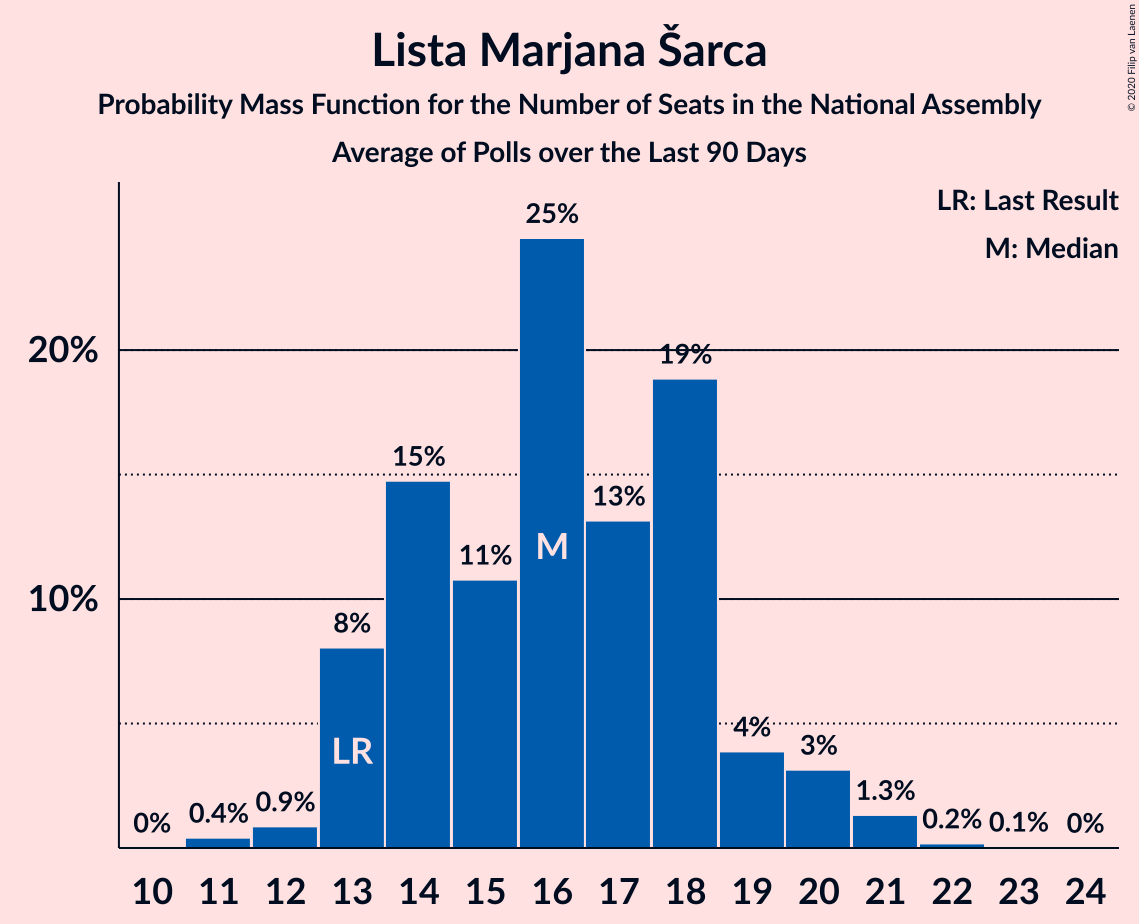 Lista Marjana Šarca
Probability Mass Function for the Number of Seats in the National Assembly
Average of Polls over the Last 90 Days
© 2020 Filip van Laenen
LR: Last Result
M: Median
25%
20%
19%
15%
13%
11%
M
10%
8%
LR
4%
3%
1.3%
0.9%
0.4%
0.2%
0.1%
0%
0%
10 11 12 13 14 15 16 17 18 19 20 21 22 23 24